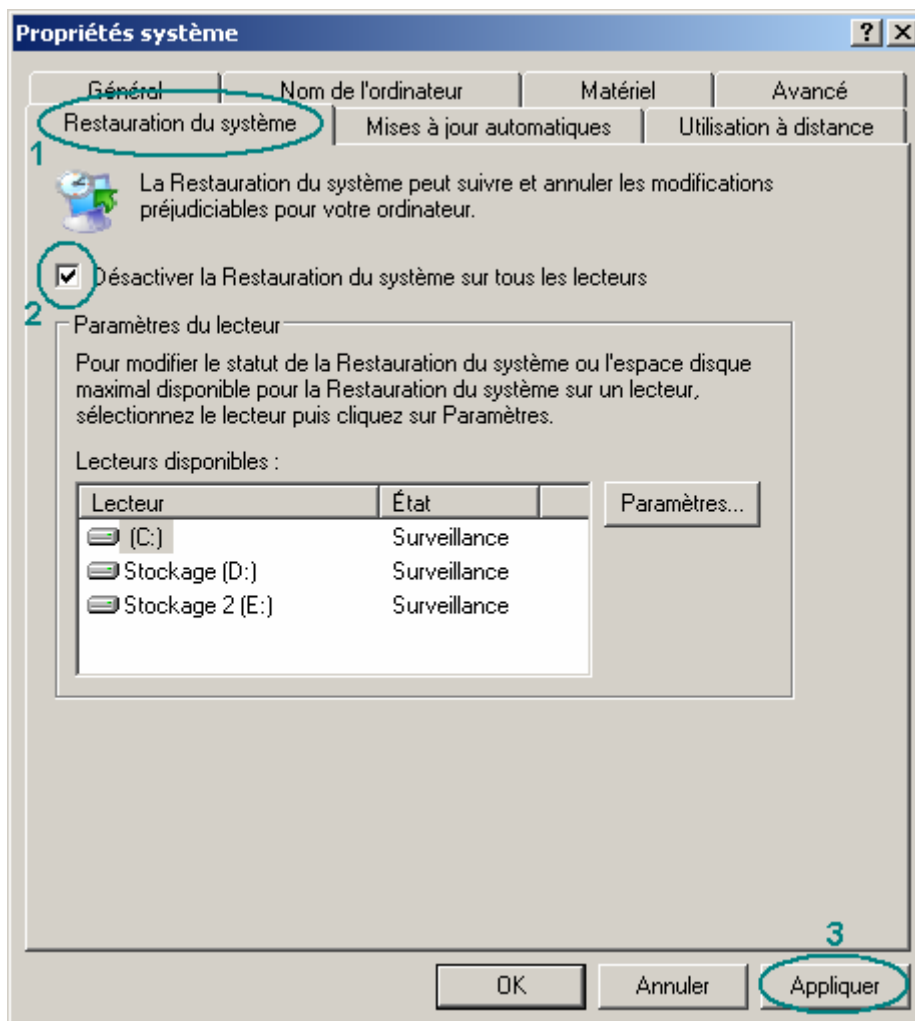 Propriétés système
Général Nom de l'ordinateur Matériel Avancé
Restauration du système Mises à jour automatiques Utilisation à distance
1
La Restauration du système peut suivre et annuler les modifications
préjudiciables pour votre ordinateur.
Désactiver la Restauration du système sur tous les lecteurs
2
Paramètres du lecteur
Pour modifier le statut de la Restauration du système ou l'espace disque
maximal disponible pour la Restauration du système sur un lecteur,
sélectionnez le lecteur puis cliquez sur Paramètres.
Lecteurs disponibles :
Lecteur État Paramètres...
(C:) Surveillance
Stockage (D:) Surveillance
Stockage 2 (E:) Surveillance
3
OK Annuler Appliquer